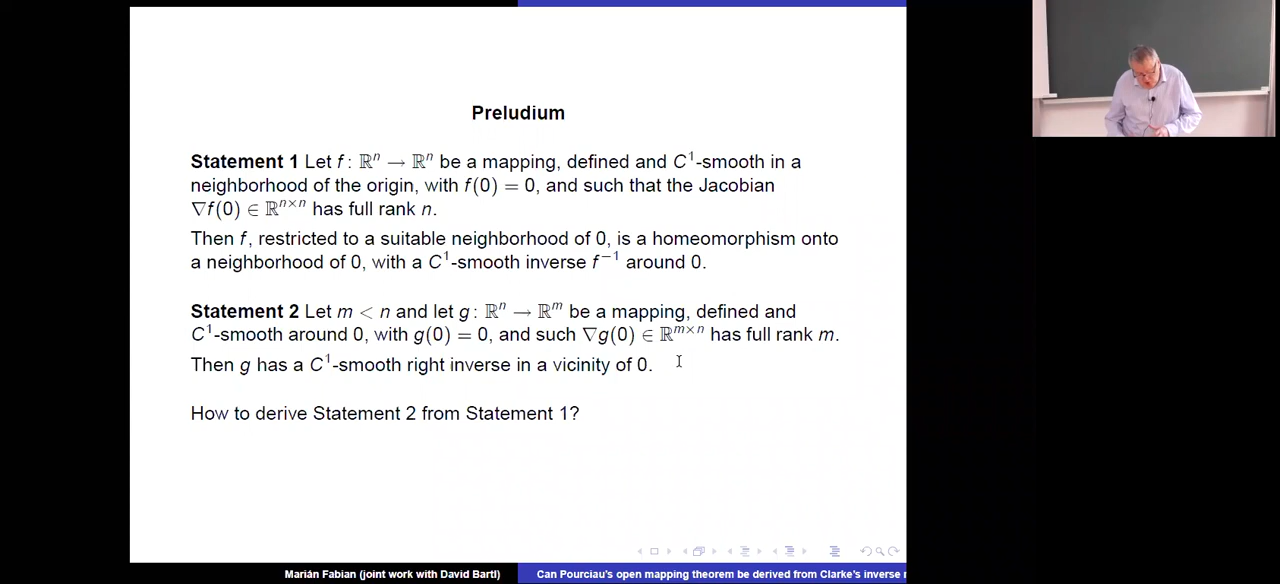 Preludium
Statement 1 Let f : ℝⁿ → ℝⁿ be a mapping, defined and C¹-smooth in a
neighborhood of the origin, with f(0) = 0, and such that the Jacobian
∇f(0) ∈ ℝⁿˣⁿ has full rank n.
Then f, restricted to a suitable neighborhood of 0, is a homeomorphism onto
a neighborhood of 0, with a C¹-smooth inverse f⁻¹ around 0.
Statement 2 Let m < n and let g : ℝⁿ → ℝᵐ be a mapping, defined and
C¹-smooth around 0, with g(0) = 0, and such ∇g(0) ∈ ℝᵐˣⁿ has full rank m.
Then g has a C¹-smooth right inverse in a vicinity of 0.
How to derive Statement 2 from Statement 1?
Marián Fabian (joint work with David Bartl)
Can Pourciau's open mapping theorem be derived from Clarke's inverse